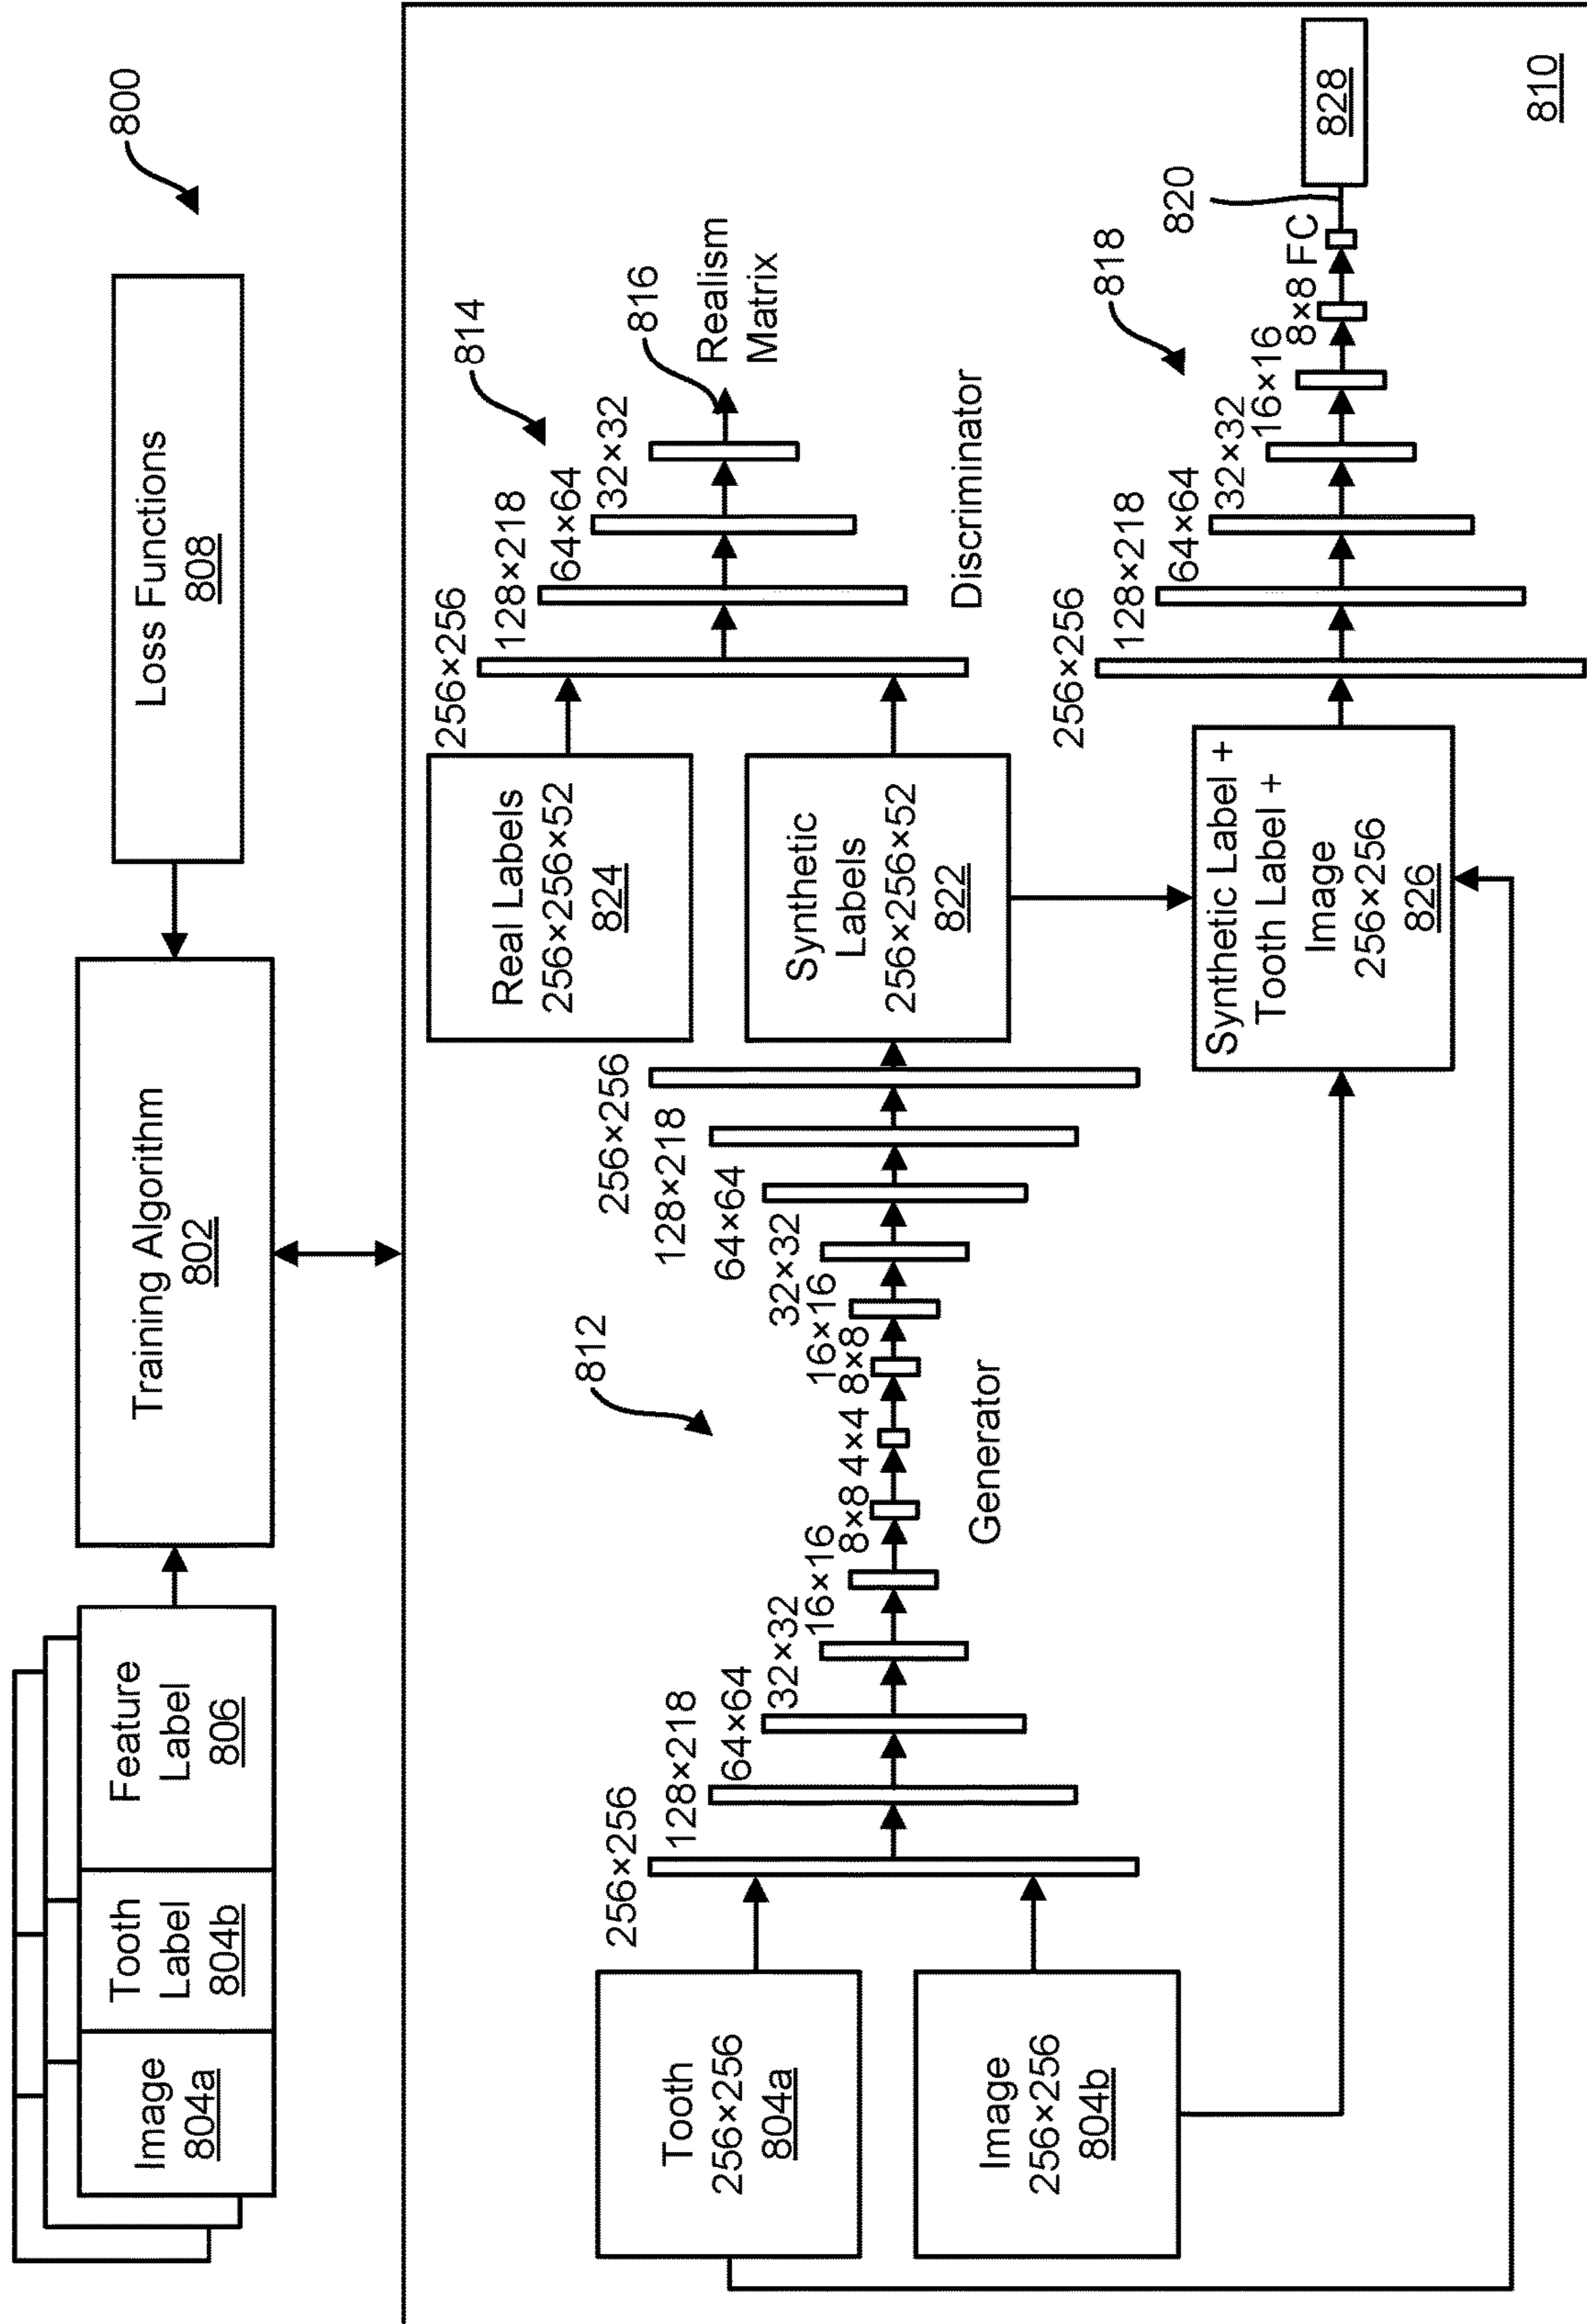 800
Image
804a
Tooth
Label
804b
Feature
Label
806
Training Algorithm
802
Loss Functions
808
Tooth
256×256
804a
Image
256×256
804b
256×256
128×218
64×64
32×32
16×16
8×8
4×4
8×8
16×16
32×32
64×64
128×218
256×256
812
Generator
Real Labels
256×256×52
824
Synthetic
Labels
256×256×52
822
256×256
128×218
64×64
32×32
814
816
Realism
Matrix
Discriminator
Synthetic Label +
Tooth Label +
Image
256×256
826
256×256
128×218
64×64
32×32
16×16
8×8
FC
818
820
828
810